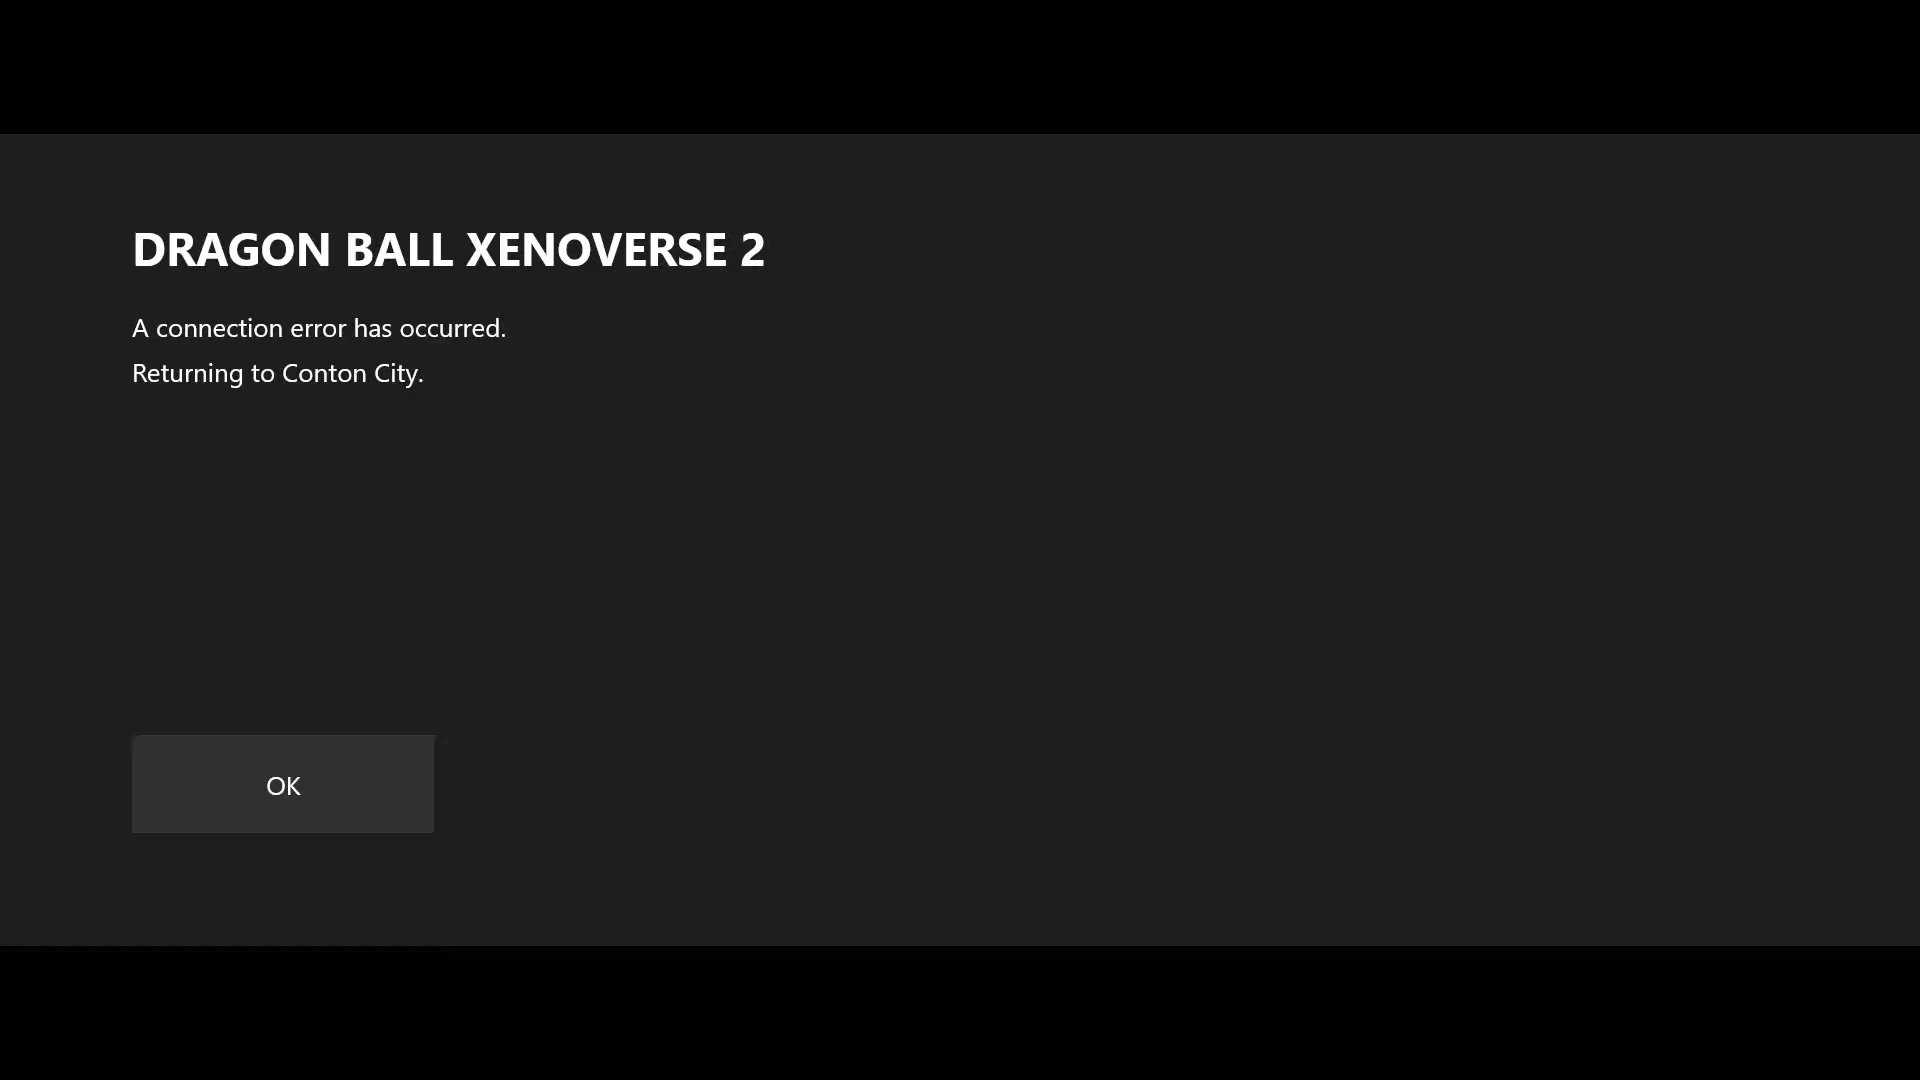 DRAGON BALL XENOVERSE 2
A connection error has occurred.
Returning to Conton City.
OK